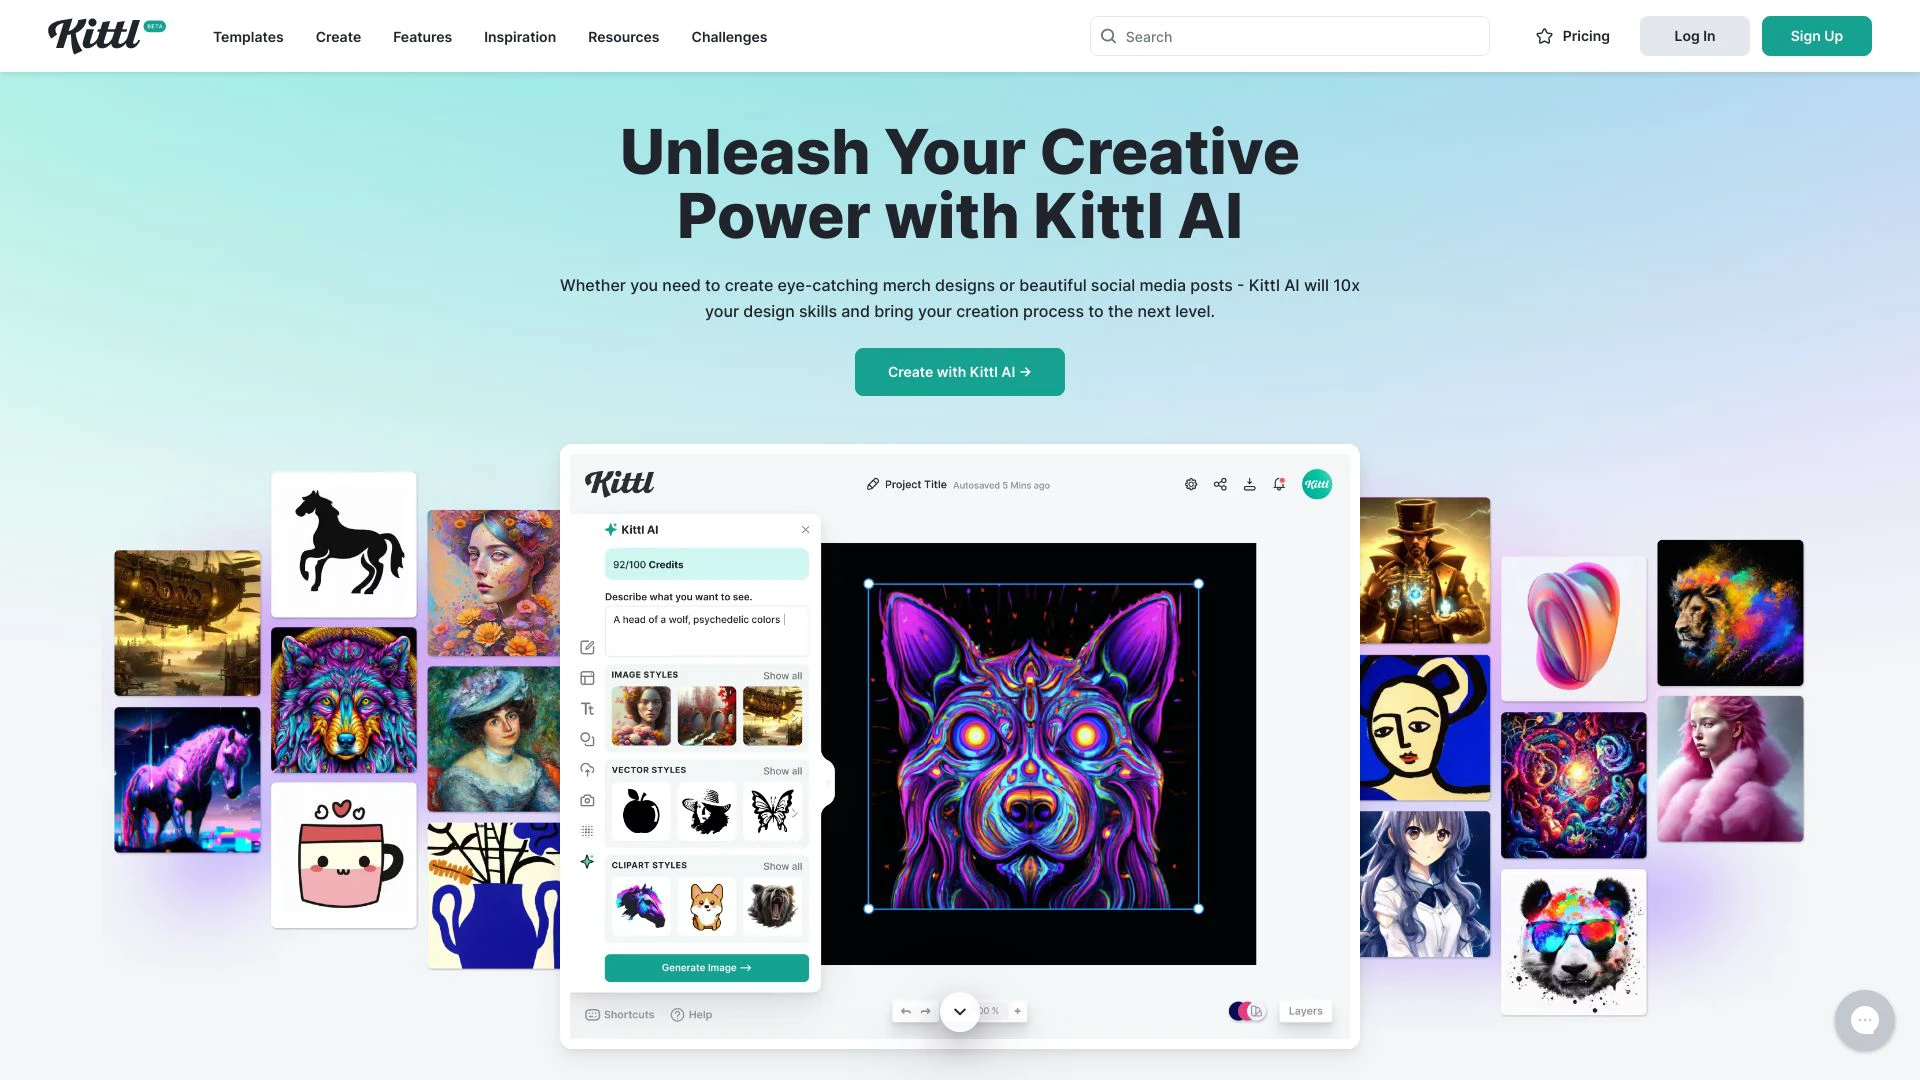 Kittl BETA
Templates Create Features Inspiration Resources Challenges
Search
Pricing
Log In
Sign Up
Unleash Your Creative
Power with Kittl AI
Whether you need to create eye-catching merch designs or beautiful social media posts - Kittl AI will 10x
your design skills and bring your creation process to the next level.
Create with Kittl AI →
Kittl
Project Title Autosaved 5 Mins ago
Kittl
Kittl AI
92/100 Credits
Describe what you want to see.
A head of a wolf, psychedelic colors
IMAGE STYLES Show all
Tt
VECTOR STYLES Show all
CLIPART STYLES Show all
Generate Image →
Shortcuts Help
00 % +
Layers